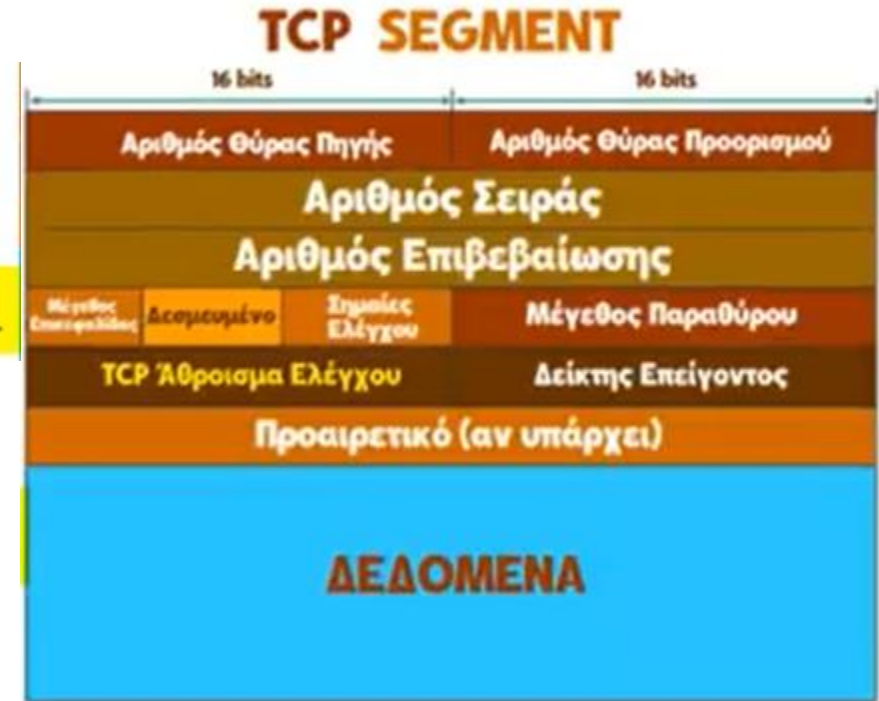 TCP SEGMENT
16 bits 16 bits
Αριθμός Θύρας Πηγής Αριθμός Θύρας Προορισμού
Αριθμός Σειράς
Αριθμός Επιβεβαίωσης
Μέγεθος Επικεφαλίδας Δεσμευμένο Σημαίες Ελέγχου Μέγεθος Παραθύρου
TCP Άθροισμα Ελέγχου Δείκτης Επείγοντος
Προαιρετικό (αν υπάρχει)
ΔΕΔΟΜΕΝΑ